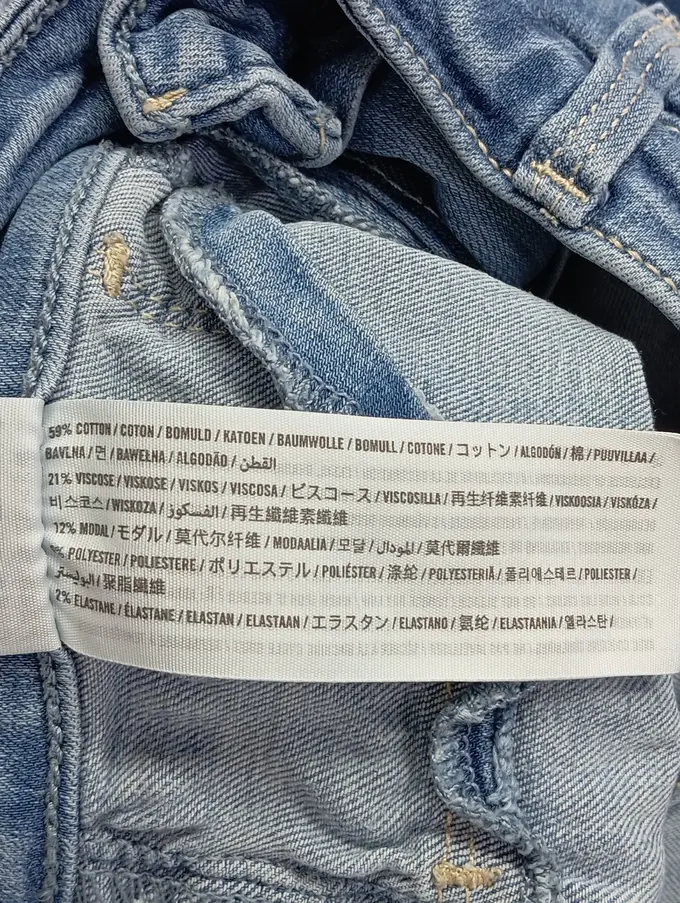 59% COTTON / COTON / BOMULD / KATOEN / BAUMWOLLE / BOMULL / COTONE / コットン / ALGODÓN / 棉 / PUUVILLAA /
BAVLNA / 면 / BAWEŁNA / ALGODÃO / القطن
21% VISCOSE / VISKOSE / VISKOS / VISCOSA / ビスコース / VISCOSILLA / 再生纤维素纤维 / VISKOOSIA / VISKÓZA /
비스코스 / WISKOZA / الفسكوز / 再生纖維素纖維
12% MODAL / モダル / 莫代尔纤维 / MODAALIA / 모달 / المودال / 莫代爾纖維
% POLYESTER / POLIESTERE / ポリエステル / POLIÉSTER / 涤纶 / POLYESTERIÄ / 폴리에스테르 / POLIESTER /
البوليستر / 聚脂纖維
2% ELASTANE / ÉLASTANE / ELASTAN / ELASTAAN / エラスタン / ELASTANO / 氨纶 / ELASTAANIA / 엘라스탄 /